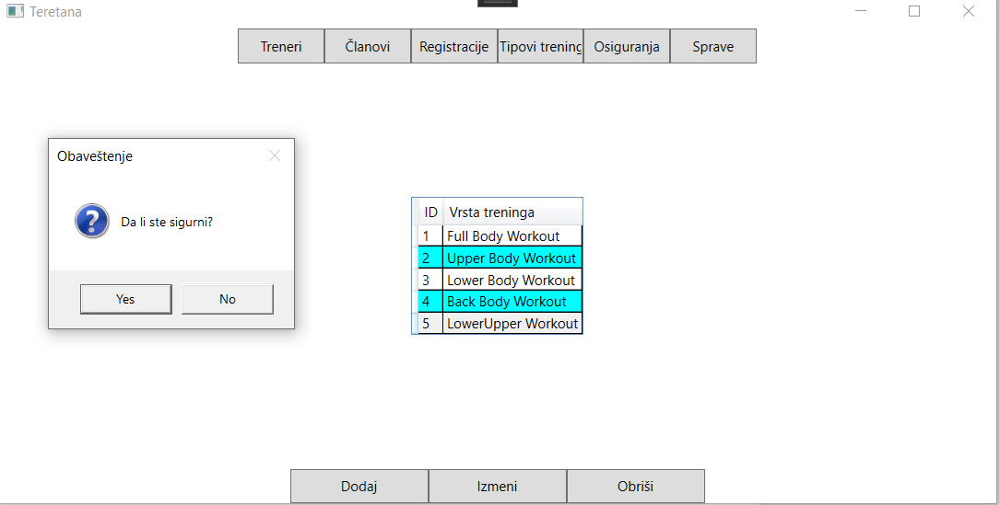 Teretana
Treneri Članovi Registracije Tipovi trening Osiguranja Sprave
Obaveštenje
Da li ste sigurni?
Yes No
ID Vrsta treninga
1 Full Body Workout
2 Upper Body Workout
3 Lower Body Workout
4 Back Body Workout
5 LowerUpper Workout
Dodaj Izmeni Obriši